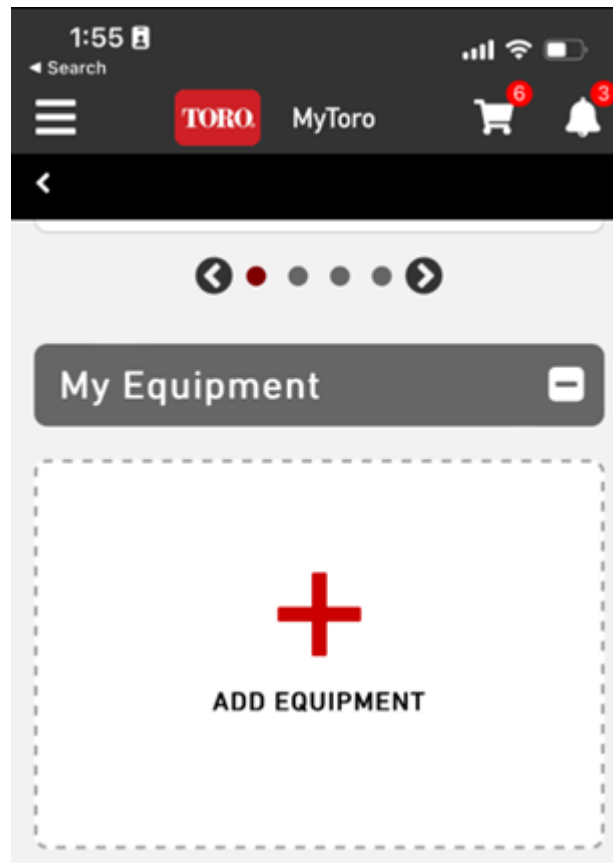 1:55
Search
TORO. MyToro 6 3
My Equipment
ADD EQUIPMENT